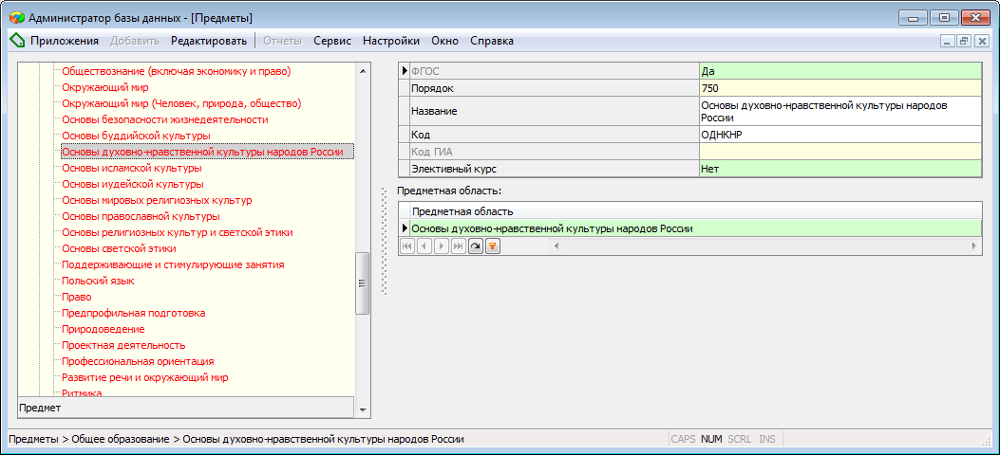 Администратор базы данных - [Предметы]
Приложения Добавить Редактировать Отчеты Сервис Настройки Окно Справка
Обществознание (включая экономику и право)
Окружающий мир
Окружающий мир (Человек, природа, общество)
Основы безопасности жизнедеятельности
Основы буддийской культуры
Основы духовно-нравственной культуры народов России
Основы исламской культуры
Основы иудейской культуры
Основы мировых религиозных культур
Основы православной культуры
Основы религиозных культур и светской этики
Основы светской этики
Поддерживающие и стимулирующие занятия
Польский язык
Право
Предпрофильная подготовка
Природоведение
Проектная деятельность
Профессиональная ориентация
Развитие речи и окружающий мир
Ритмика
Предмет
ФГОС Да
Порядок 750
Название Основы духовно-нравственной культуры народов
России
Код ОДНКНР
Код ГИА
Элективный курс Нет
Предметная область:
Предметная область
Основы духовно-нравственной культуры народов России
Предметы > Общее образование > Основы духовно-нравственной культуры народов России
CAPS NUM SCRL INS